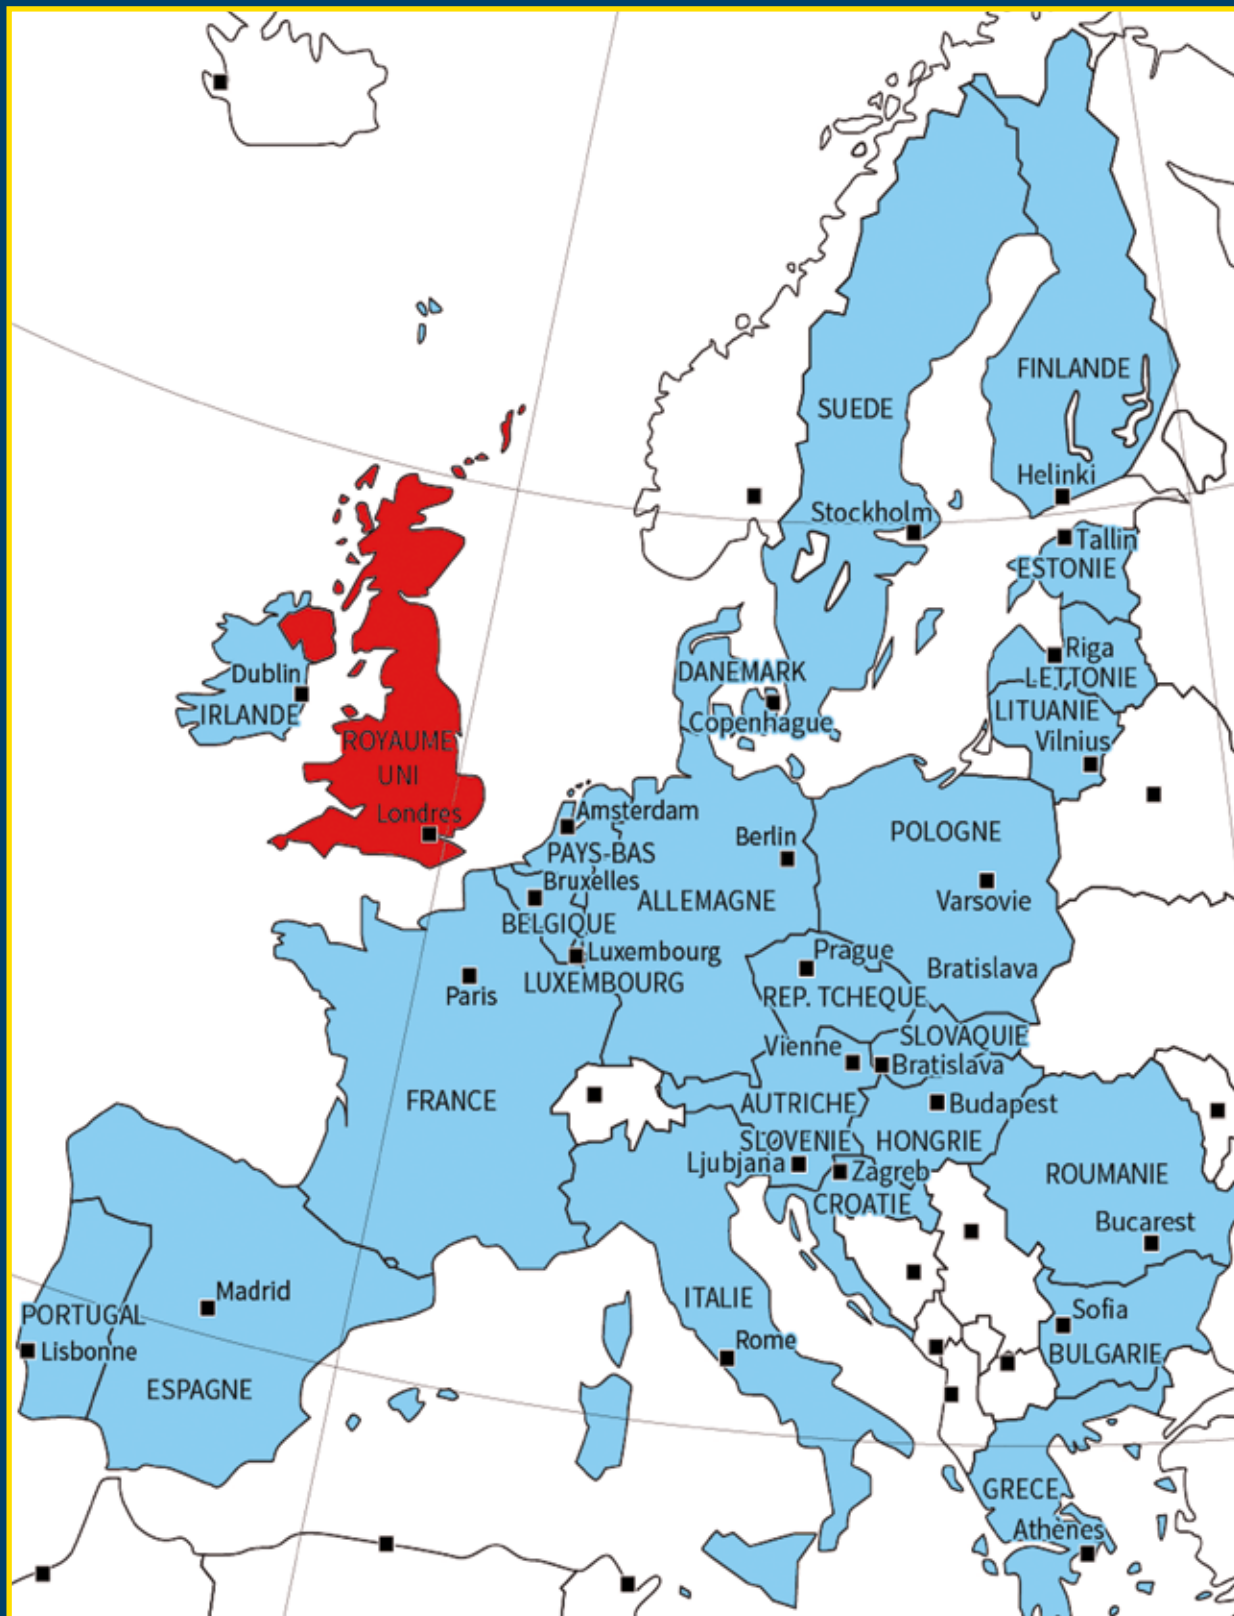 FINLANDE
SUEDE
Helinki
Stockholm
Tallin
ESTONIE
Riga
LETTONIE
Dublin
IRLANDE
DANEMARK
Copenhague
LITUANIE
Vilnius
ROYAUME
UNI
Londres
Amsterdam
PAYS-BAS
Berlin
POLOGNE
Bruxelles
BELGIQUE
ALLEMAGNE
Varsovie
Luxembourg
LUXEMBOURG
Paris
Prague
REP. TCHEQUE
Bratislava
SLOVAQUIE
Vienne
Bratislava
FRANCE
AUTRICHE
Budapest
SLOVENIE
HONGRIE
Ljubjana
Zagreb
CROATIE
ROUMANIE
Bucarest
Madrid
PORTUGAL
Lisbonne
ESPAGNE
ITALIE
Rome
Sofia
BULGARIE
GRECE
Athènes